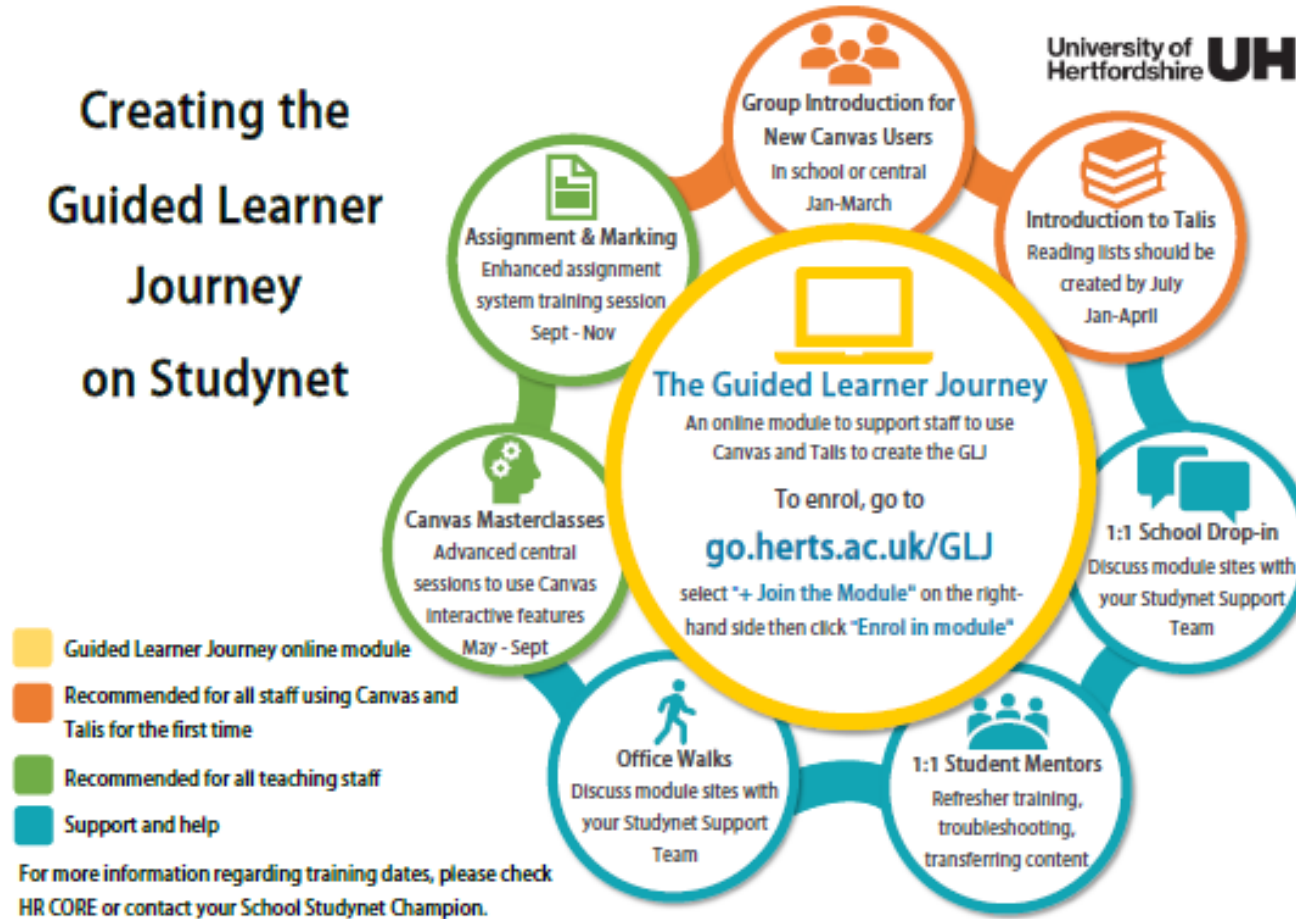 Creating the
Guided Learner
Journey
on Studynet
University of
Hertfordshire UH
Group Introduction for
New Canvas Users
In school or central
Jan-March
Introduction to Talis
Reading lists should be
created by July
Jan-April
Assignment & Marking
Enhanced assignment
system training session
Sept - Nov
The Guided Learner Journey
An online module to support staff to use
Canvas and Talis to create the GLJ
To enrol, go to
go.herts.ac.uk/GLJ
select "+ Join the Module" on the right-
hand side then click "Enrol in module"
1:1 School Drop-in
Discuss module sites with
your Studynet Support
Team
Canvas Masterclasses
Advanced central
sessions to use Canvas
interactive features
May - Sept
Office Walks
Discuss module sites with
your Studynet Support
Team
1:1 Student Mentors
Refresher training,
troubleshooting,
transferring content
Guided Learner Journey online module
Recommended for all staff using Canvas and
Talis for the first time
Recommended for all teaching staff
Support and help
For more information regarding training dates, please check
HR CORE or contact your School Studynet Champion.